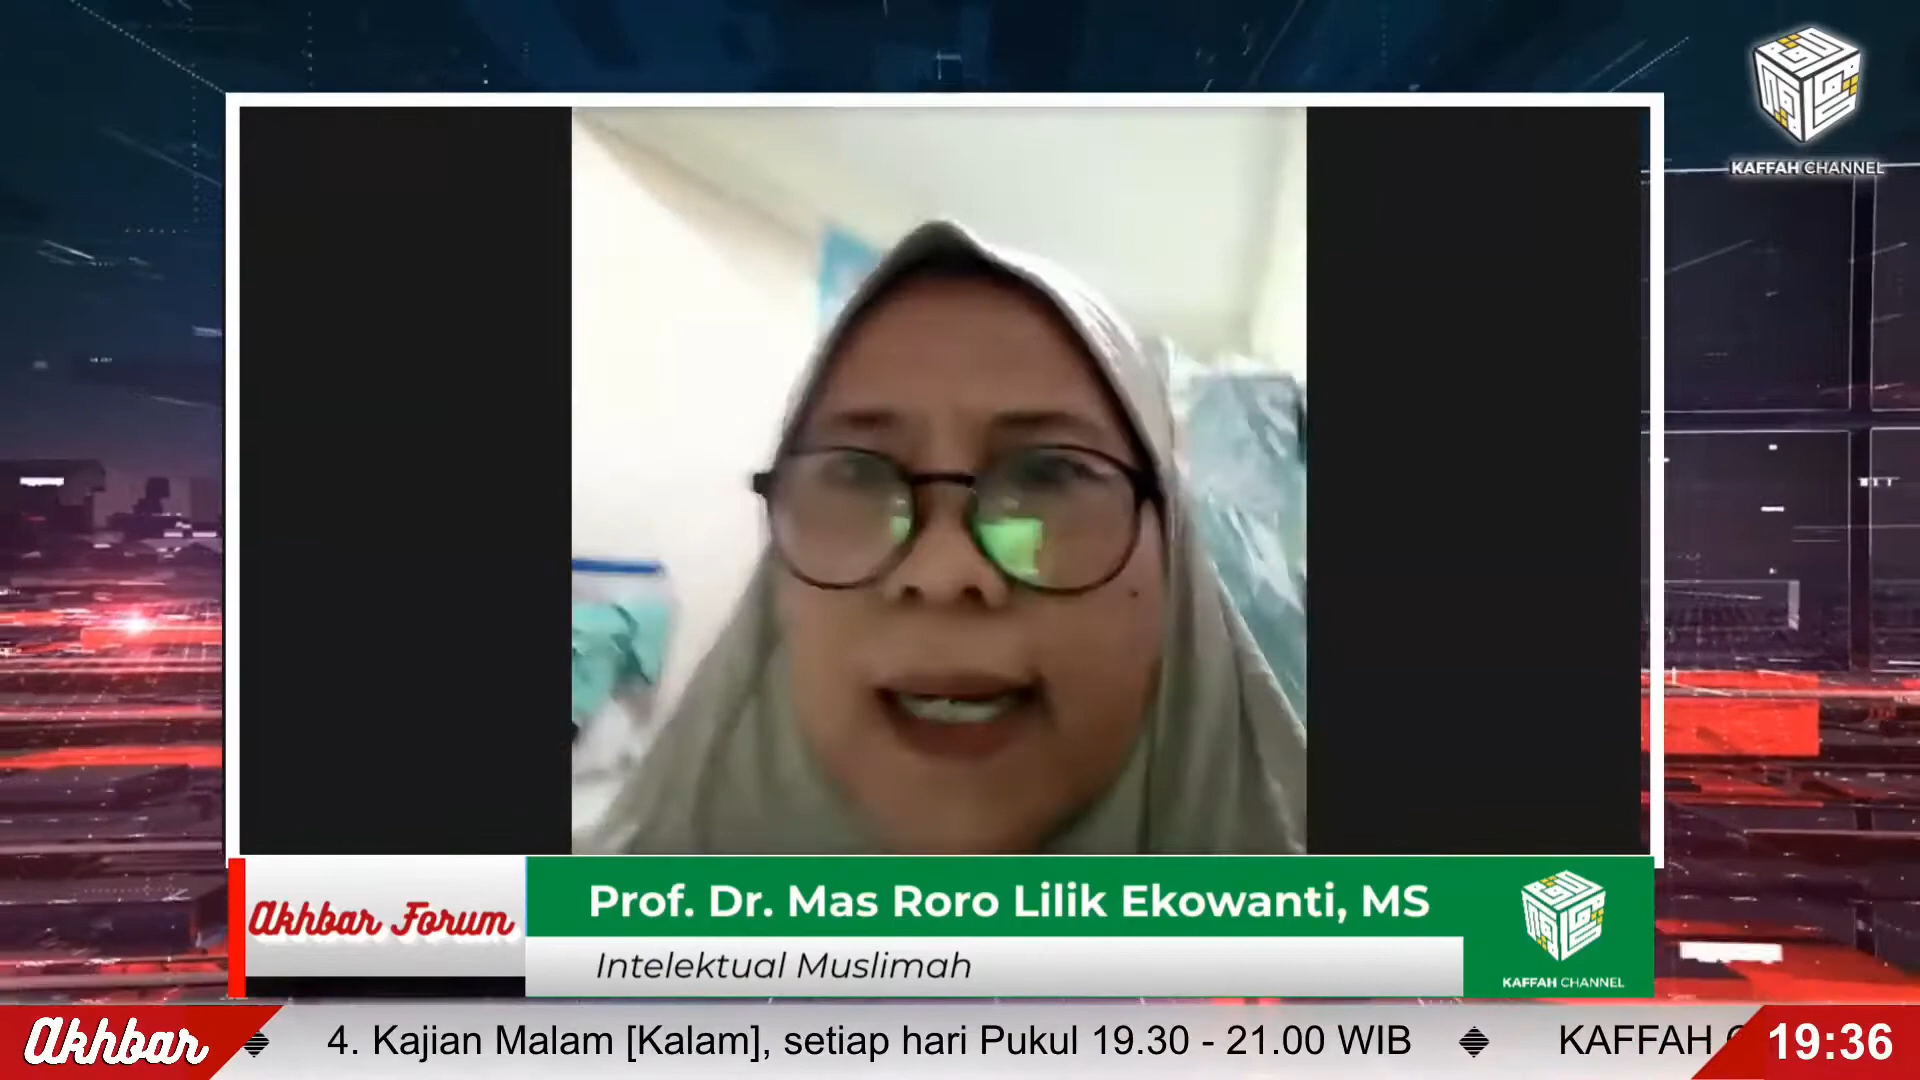 KAFFAH CHANNEL
Akhbar Forum
Prof. Dr. Mas Roro Lilik Ekowanti, MS
Intelektual Muslimah
KAFFAH CHANNEL
Akhbar
4. Kajian Malam [Kalam], setiap hari Pukul 19.30 - 21.00 WIB
KAFFAH
19:36